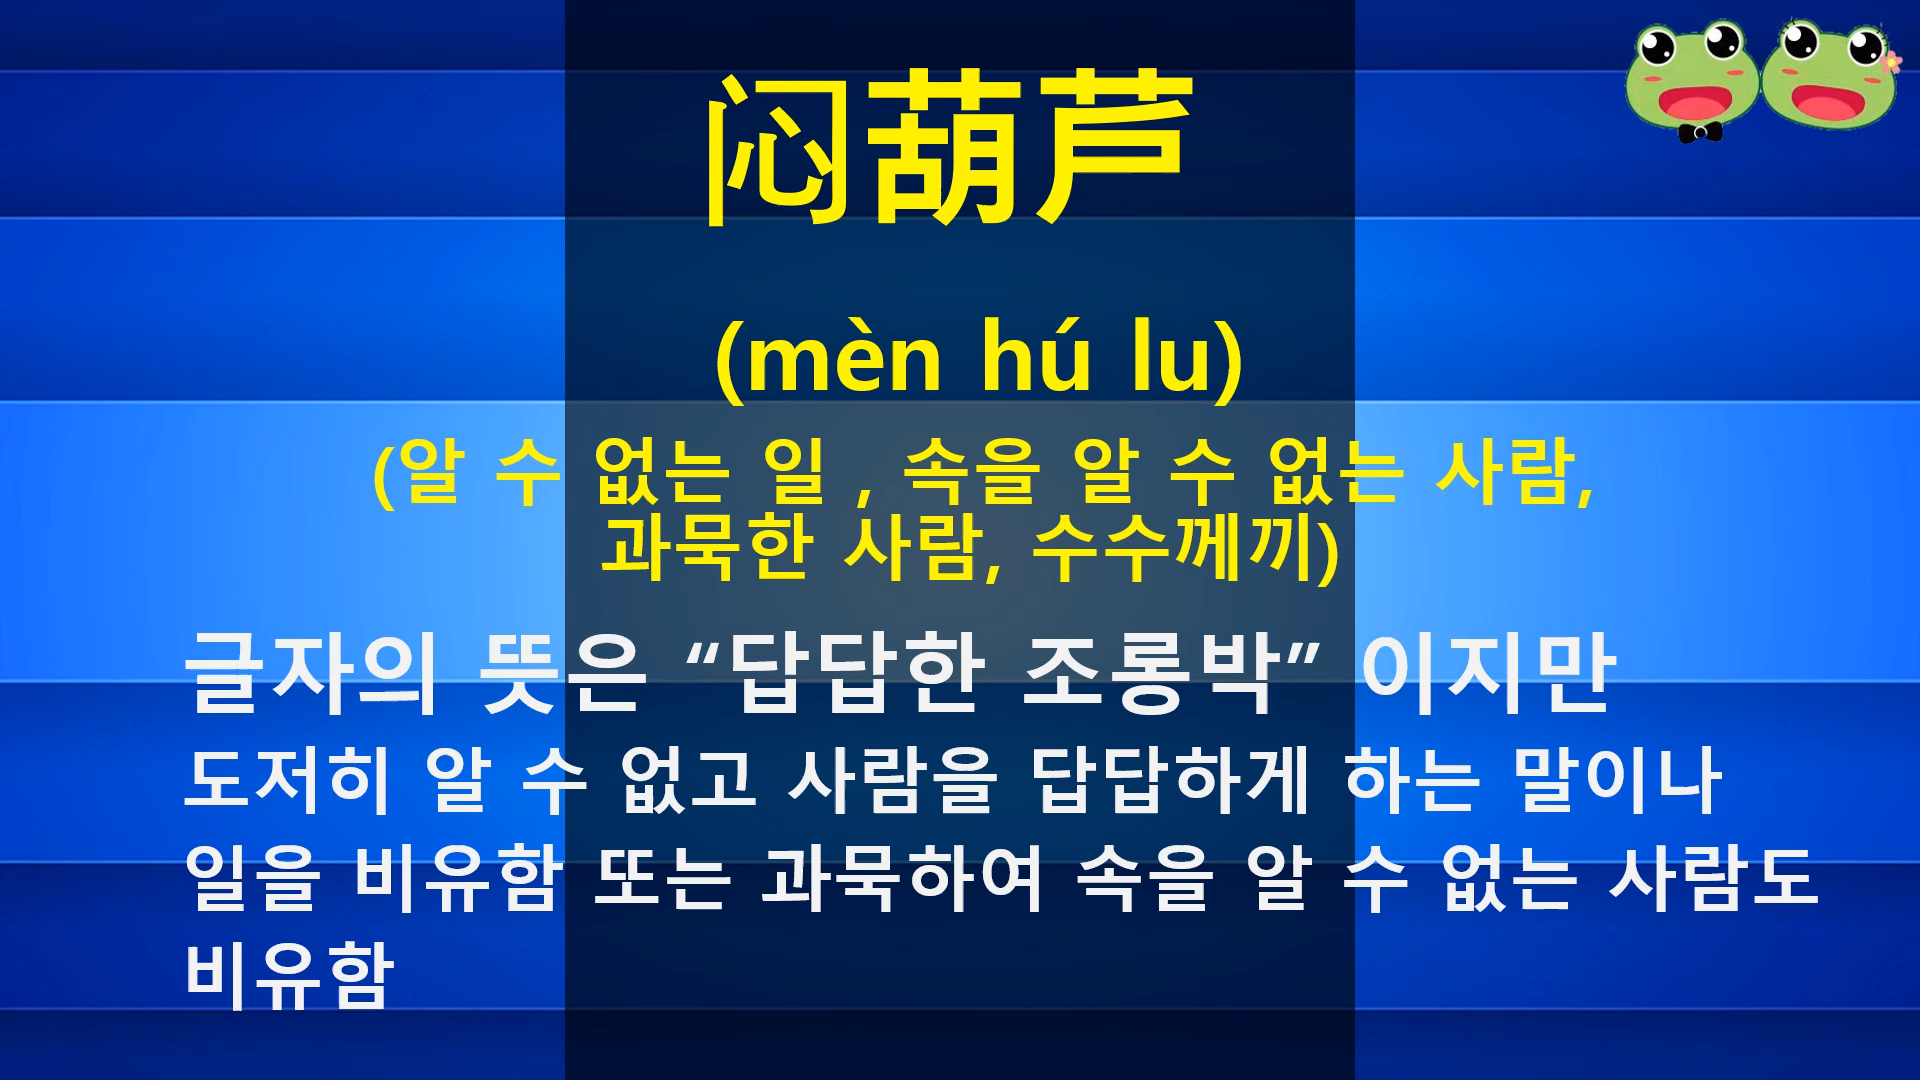 闷葫芦
(mèn hú lu)
(알 수 없는 일 , 속을 알 수 없는 사람,
과묵한 사람, 수수께끼)
글자의 뜻은 “답답한 조롱박” 이지만
도저히 알 수 없고 사람을 답답하게 하는 말이나
일을 비유함 또는 과묵하여 속을 알 수 없는 사람도
비유함